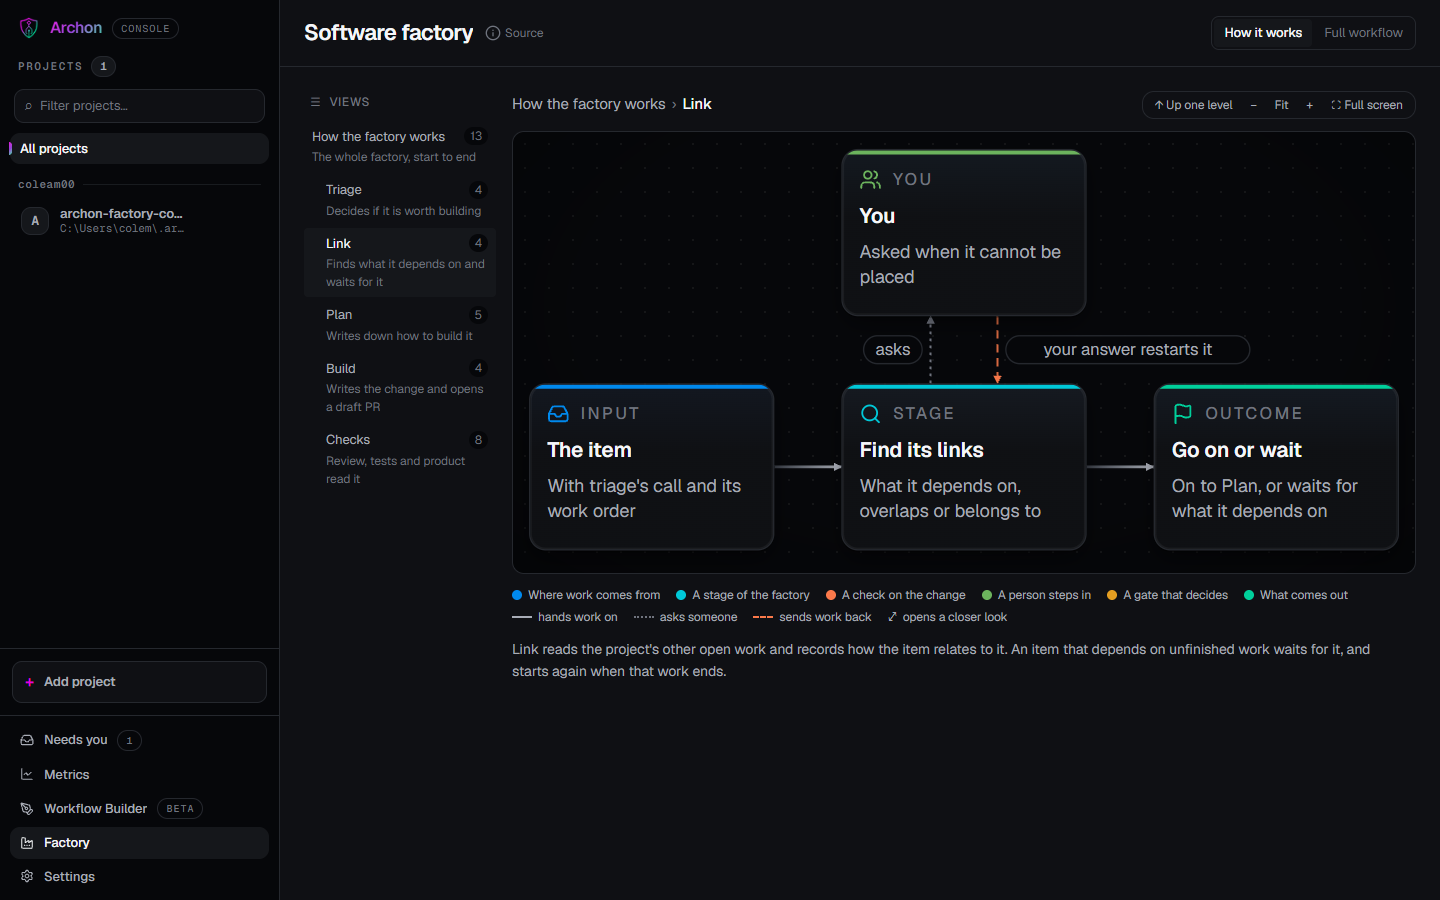 Archon CONSOLE
PROJECTS 1
Filter projects...
All projects
coleam00
A
archon-factory-co…
C:\Users\colem\.ar…
Add project
Needs you 1
Metrics
Workflow Builder BETA
Factory
Settings
Software factory Source
How it works Full workflow
VIEWS
How the factory works 13
The whole factory, start to end
Triage 4
Decides if it is worth building
Link 4
Finds what it depends on and
waits for it
Plan 5
Writes down how to build it
Build 4
Writes the change and opens
a draft PR
Checks 8
Review, tests and product
read it
How the factory works › Link
↑ Up one level − Fit + Full screen
YOU
You
Asked when it cannot be
placed
asks
your answer restarts it
INPUT
The item
With triage's call and its
work order
STAGE
Find its links
What it depends on,
overlaps or belongs to
OUTCOME
Go on or wait
On to Plan, or waits for
what it depends on
Where work comes from A stage of the factory A check on the change A person steps in A gate that decides What comes out
hands work on asks someone sends work back opens a closer look
Link reads the project's other open work and records how the item relates to it. An item that depends on unfinished work waits for it, and
starts again when that work ends.